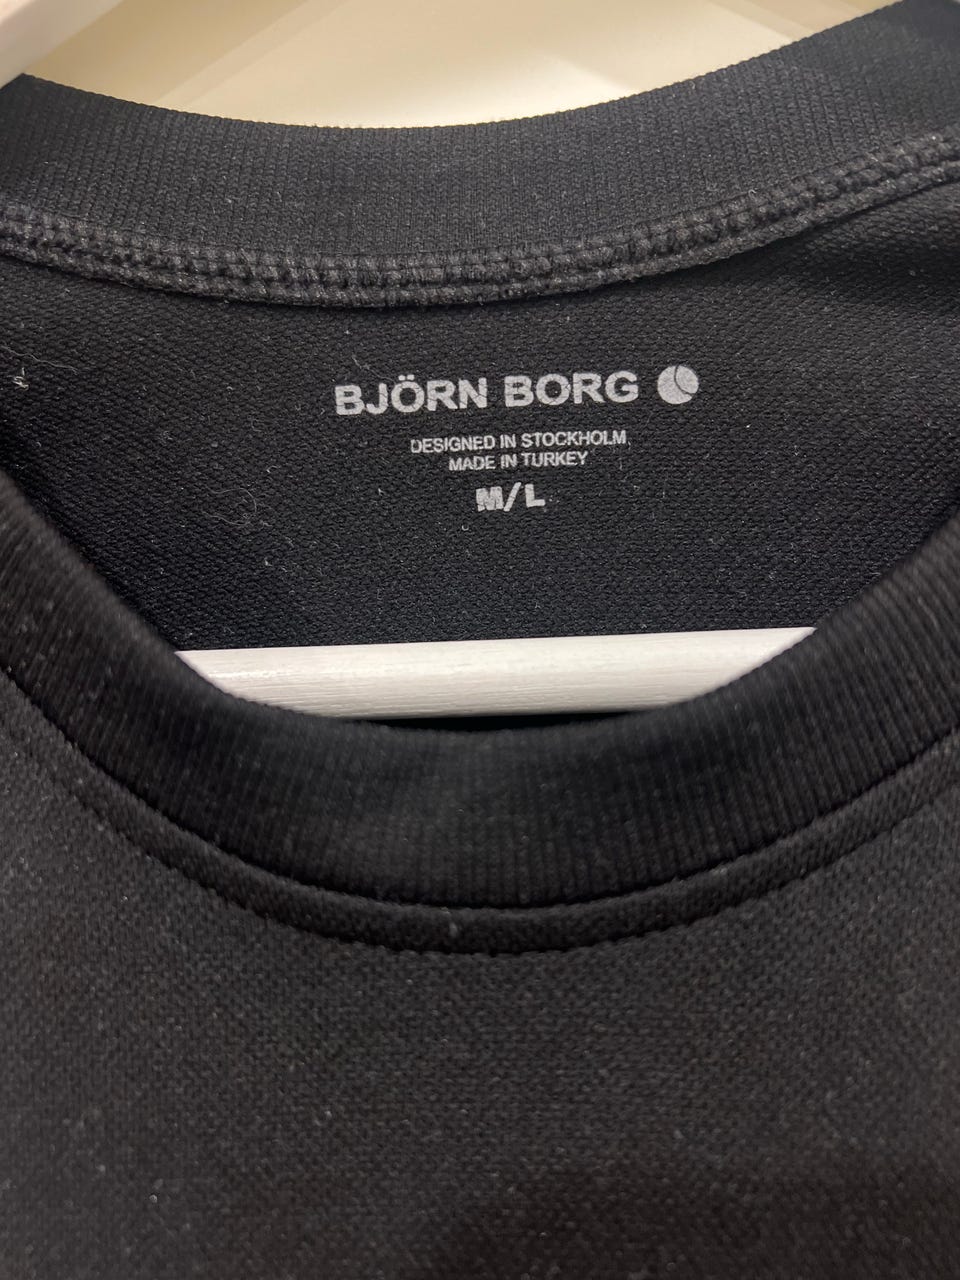 BJÖRN BORG
DESIGNED IN STOCKHOLM
MADE IN TURKEY
M/L